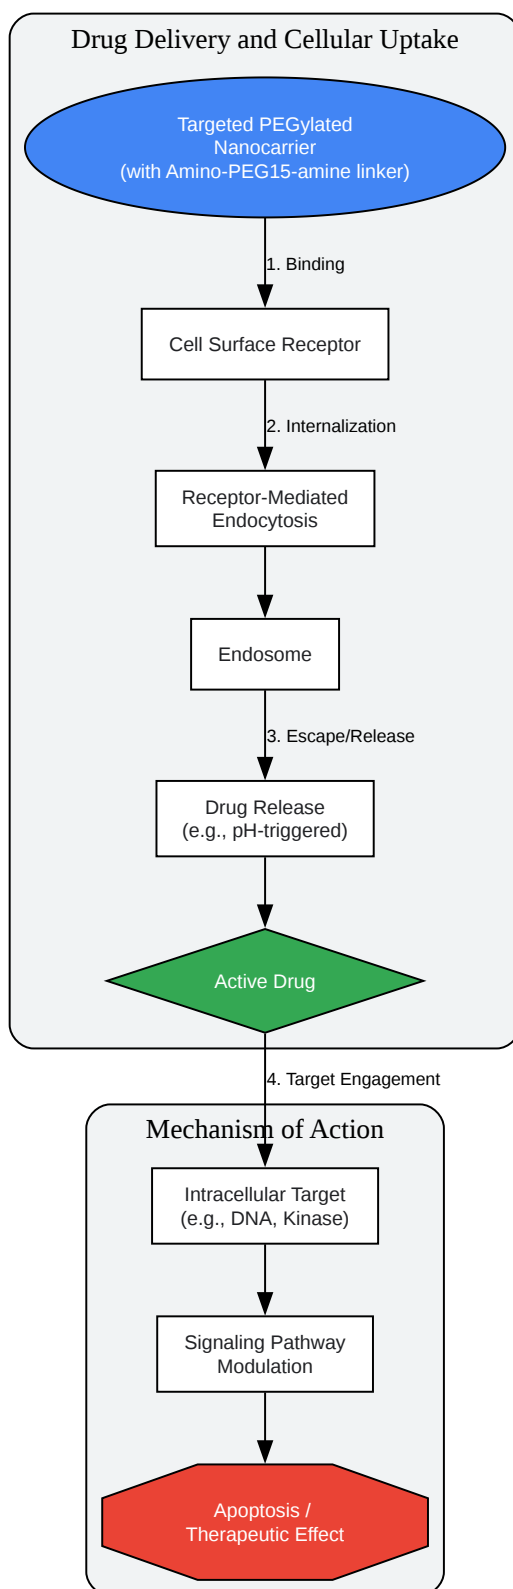 Drug Delivery and Cellular Uptake
Targeted PEGylated
Nanocarrier
(with Amino-PEG15-amine linker)
1. Binding
Cell Surface Receptor
2. Internalization
Receptor-Mediated
Endocytosis
Endosome
3. Escape/Release
Drug Release
(e.g., pH-triggered)
Active Drug
4. Target Engagement
Mechanism of Action
Intracellular Target
(e.g., DNA, Kinase)
Signaling Pathway
Modulation
Apoptosis /
Therapeutic Effect